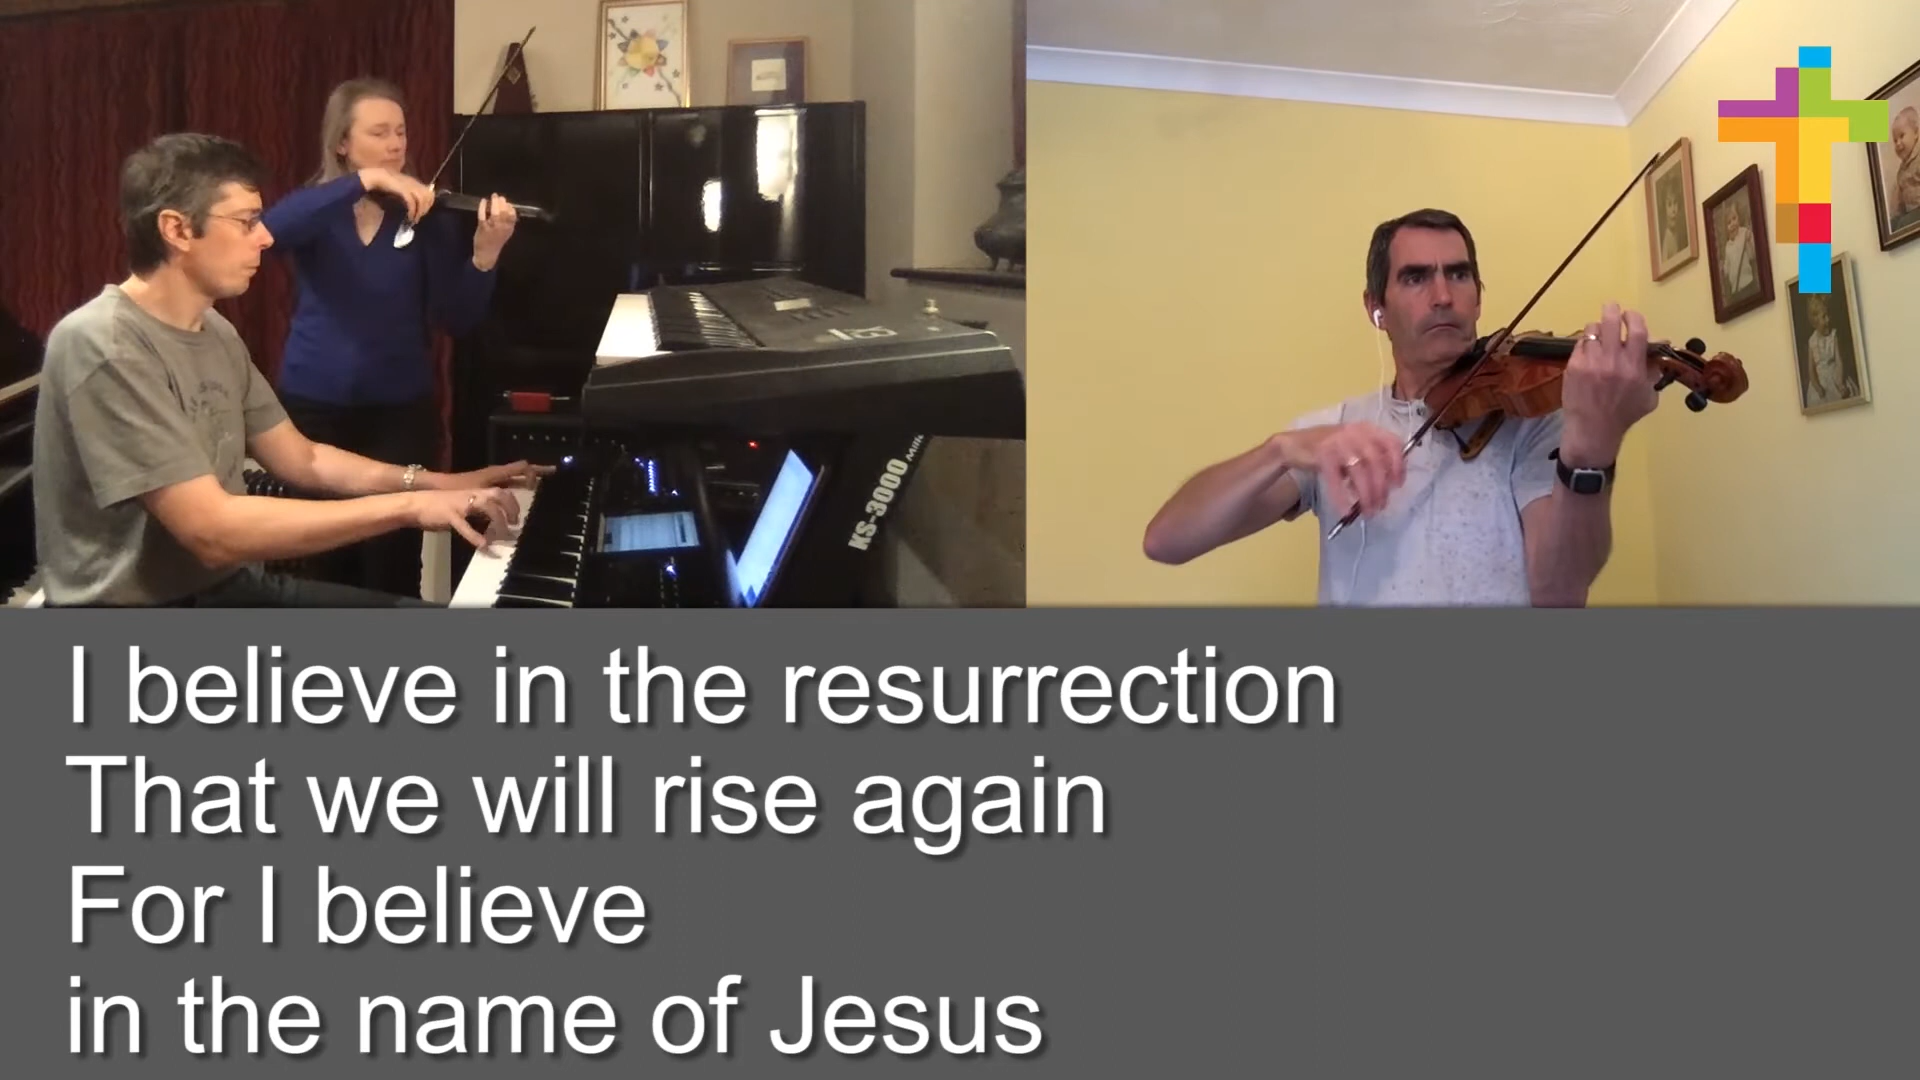 KS-3000
I believe in the resurrection
That we will rise again
For I believe
in the name of Jesus